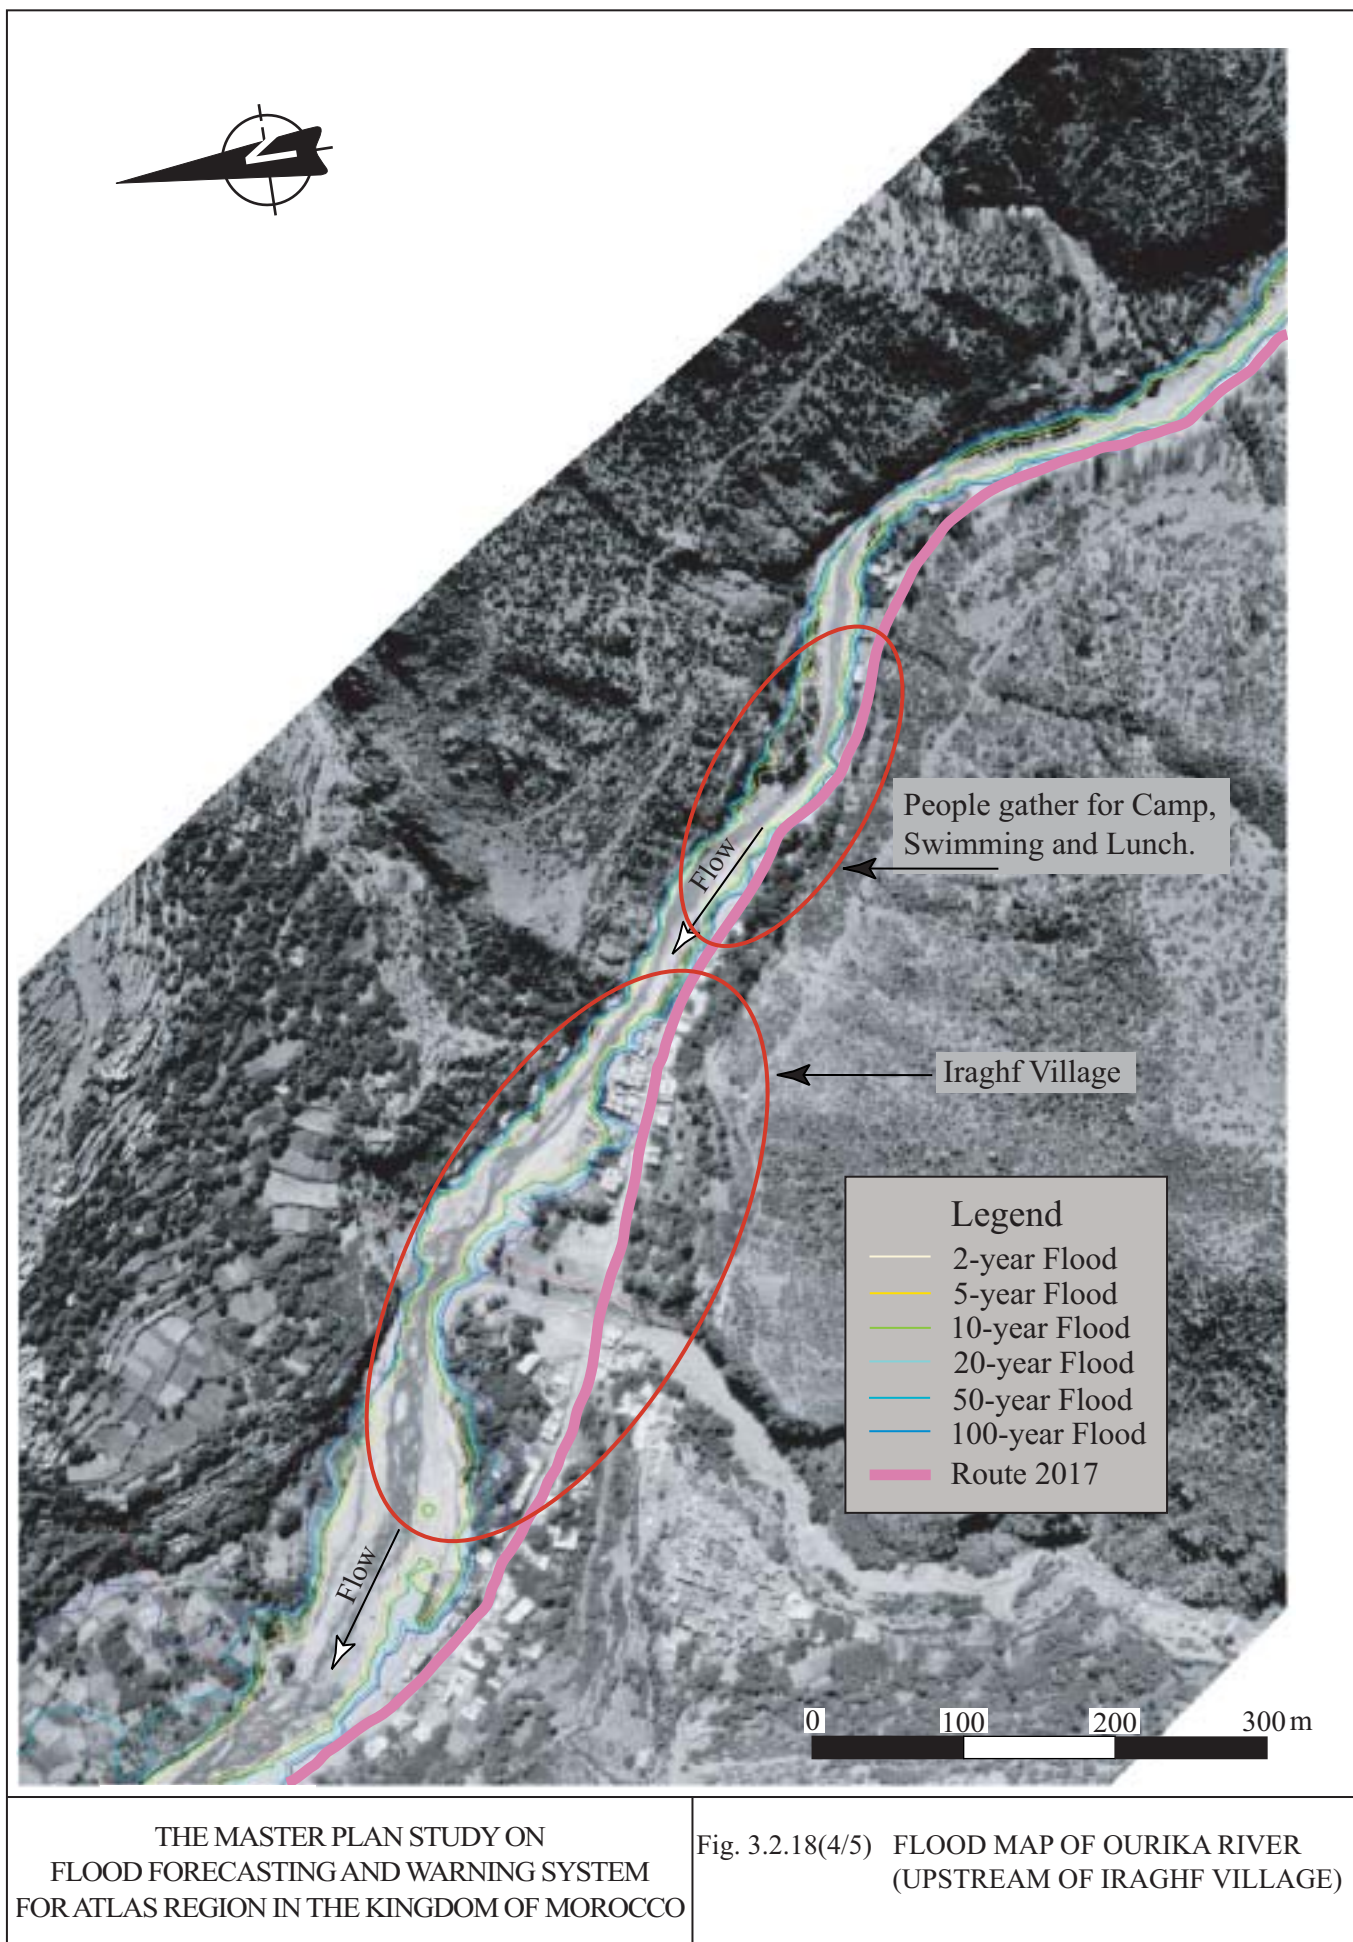 People gather for Camp,
Swimming and Lunch.
Flow
Iraghf Village
Legend
2-year Flood
5-year Flood
10-year Flood
20-year Flood
50-year Flood
100-year Flood
Route 2017
Flow
0 100 200 300 m
THE MASTER PLAN STUDY ON
FLOOD FORECASTING AND WARNING SYSTEM
FOR ATLAS REGION IN THE KINGDOM OF MOROCCO
Fig. 3.2.18(4/5) FLOOD MAP OF OURIKA RIVER
(UPSTREAM OF IRAGHF VILLAGE)